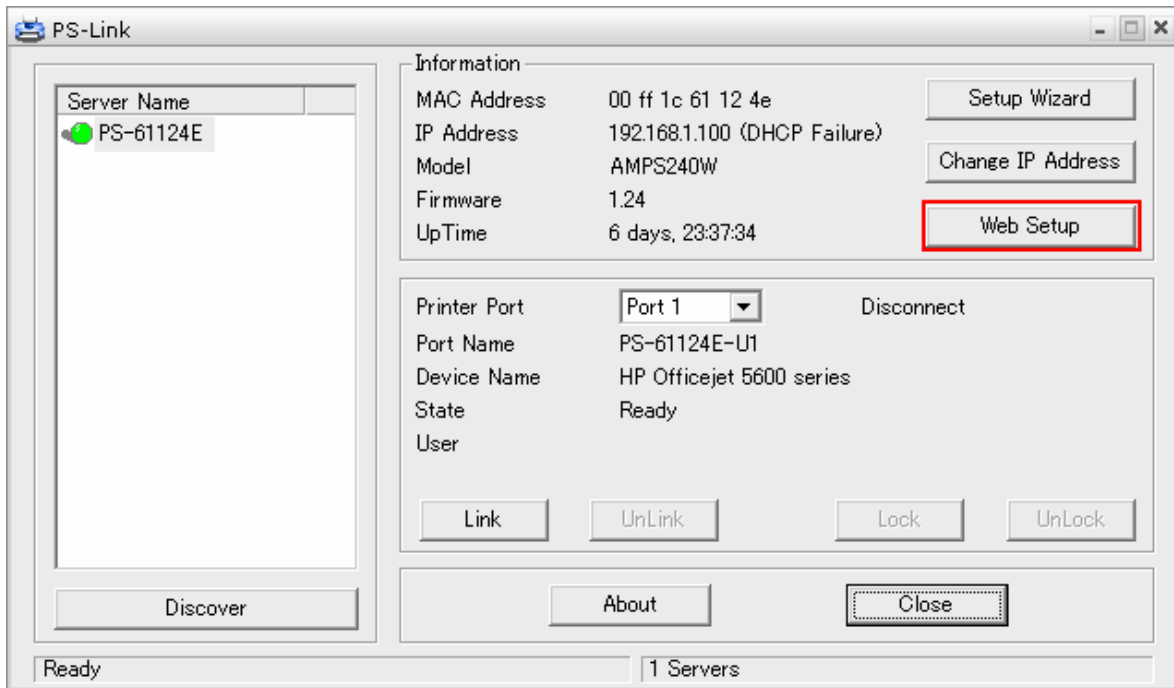 PS-Link
Server Name
PS-61124E
Discover
Information
MAC Address 00 ff 1c 61 12 4e
IP Address 192.168.1.100 (DHCP Failure)
Model AMPS240W
Firmware 1.24
UpTime 6 days, 23:37:34
Setup Wizard
Change IP Address
Web Setup
Printer Port Port 1 Disconnect
Port Name PS-61124E-U1
Device Name HP Officejet 5600 series
State Ready
User
Link UnLink Lock UnLock
About Close
Ready 1 Servers